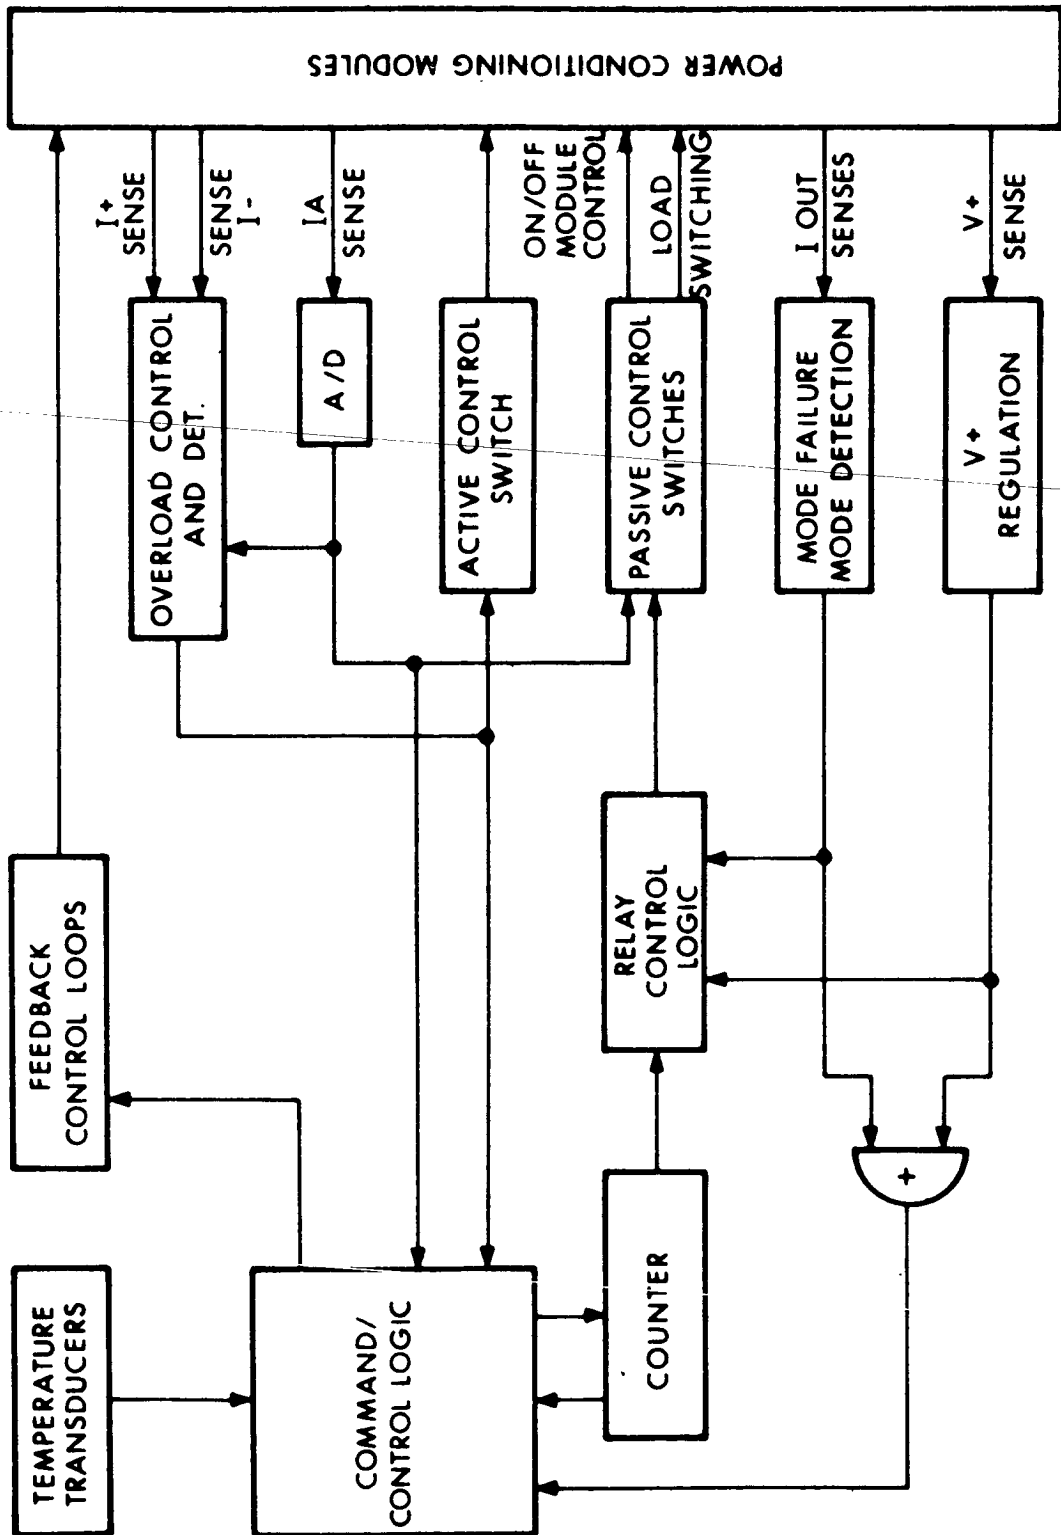 TEMPERATURE
TRANSDUCERS
FEEDBACK
CONTROL LOOPS
I+
SENSE
OVERLOAD CONTROL
AND DET.
SENSE
I-
A/D
IA
SENSE
COMMAND/
CONTROL LOGIC
ACTIVE CONTROL
SWITCH
ON/OFF
MODULE
CONTROL
COUNTER
RELAY
CONTROL
LOGIC
PASSIVE CONTROL
SWITCHES
LOAD
SWITCHING
+
MODE FAILURE
MODE DETECTION
I OUT
SENSES
V+
REGULATION
V+
SENSE
POWER CONDITIONING MODULES